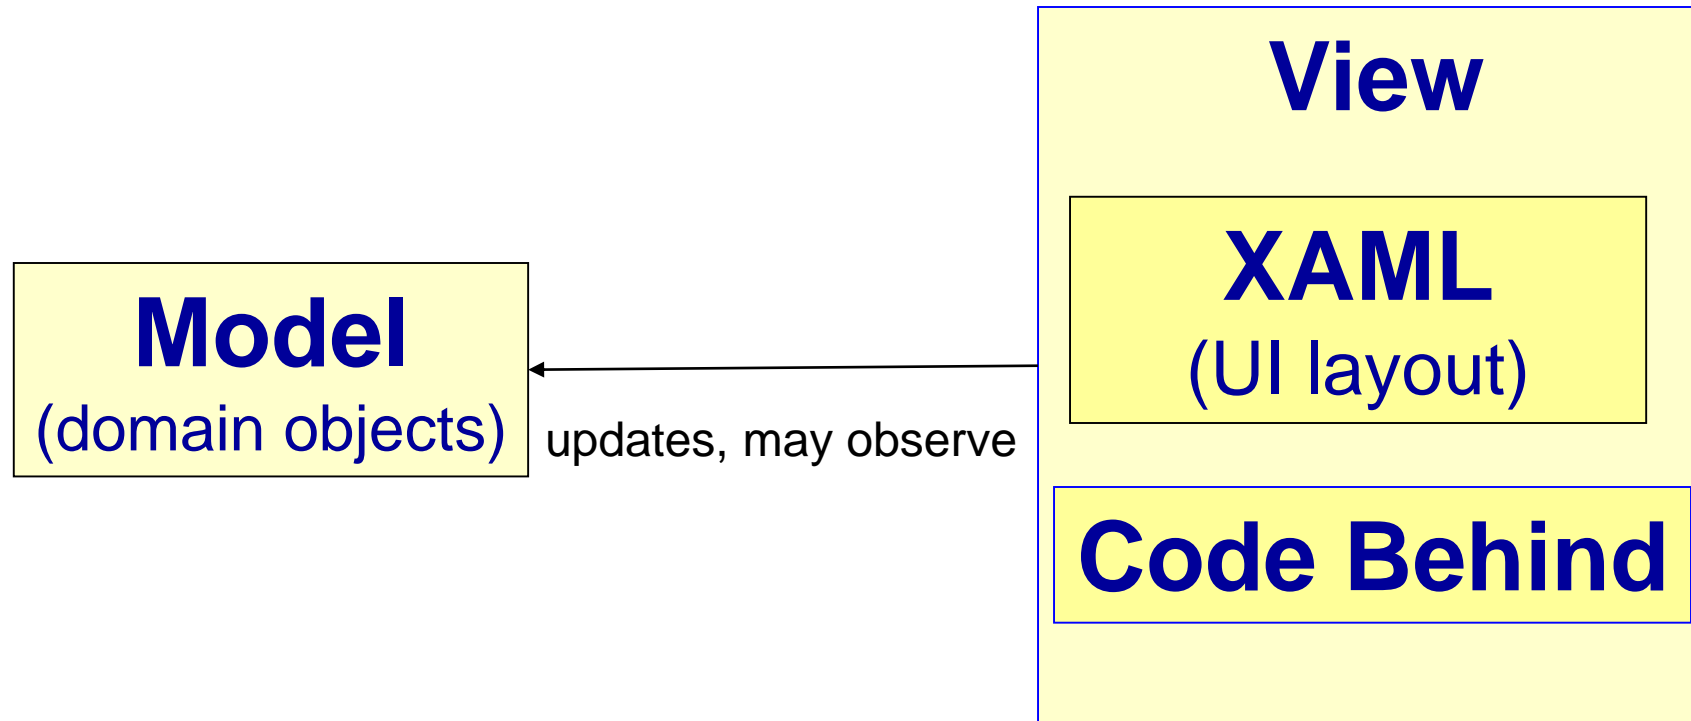 View
XAML
(UI layout)
Model
(domain objects)
updates, may observe
Code Behind